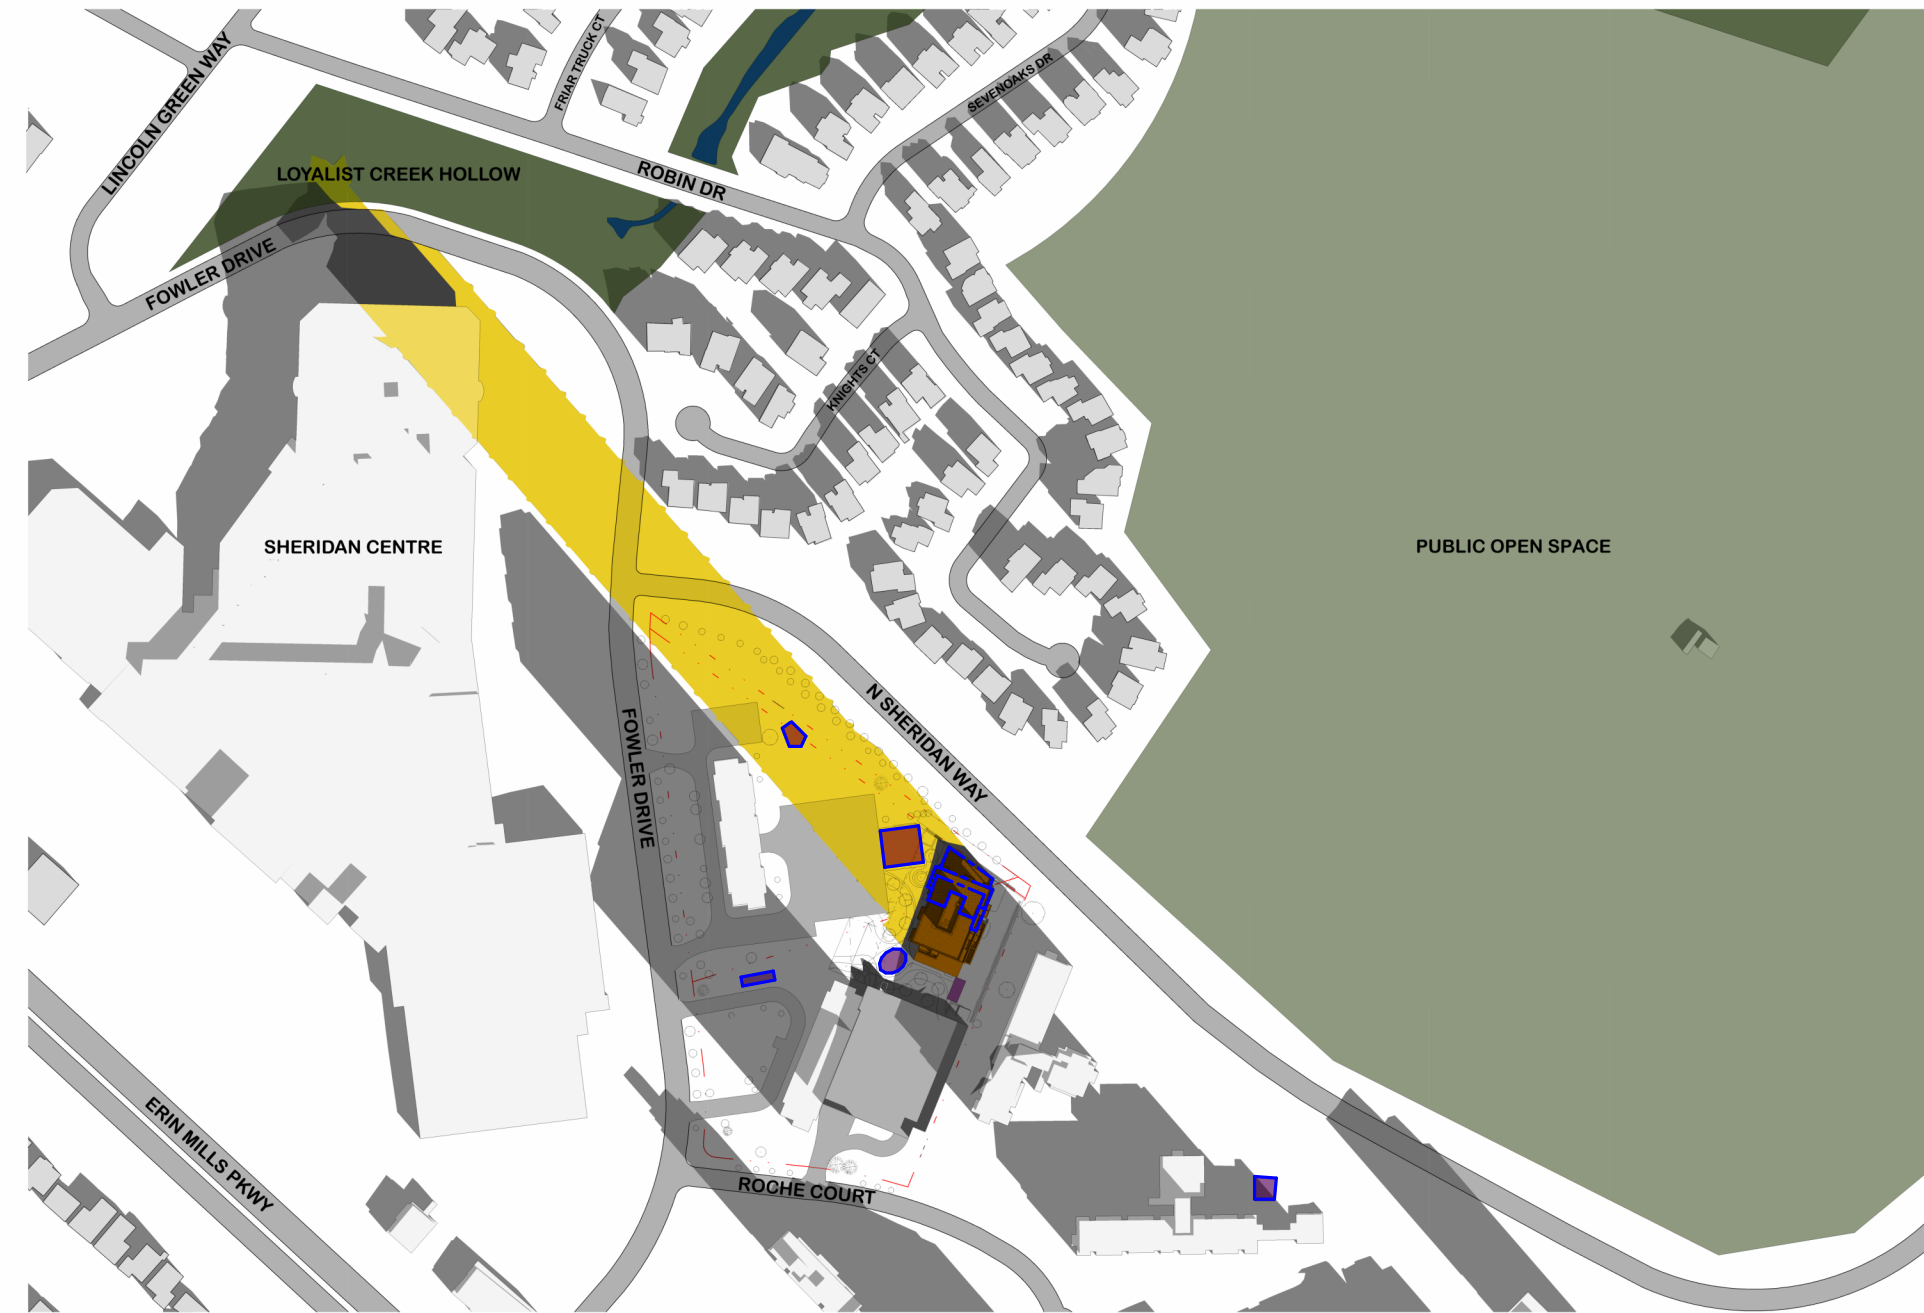 FRIAR TRUCK CT
LINCOLN GREEN WAY
SEVENOAKS DR
LOYALIST CREEK HOLLOW
ROBIN DR
FOWLER DRIVE
KNIGHTS CT
SHERIDAN CENTRE
PUBLIC OPEN SPACE
N SHERIDAN WAY
FOWLER DRIVE
ERIN MILLS PKWY
ROCHE COURT